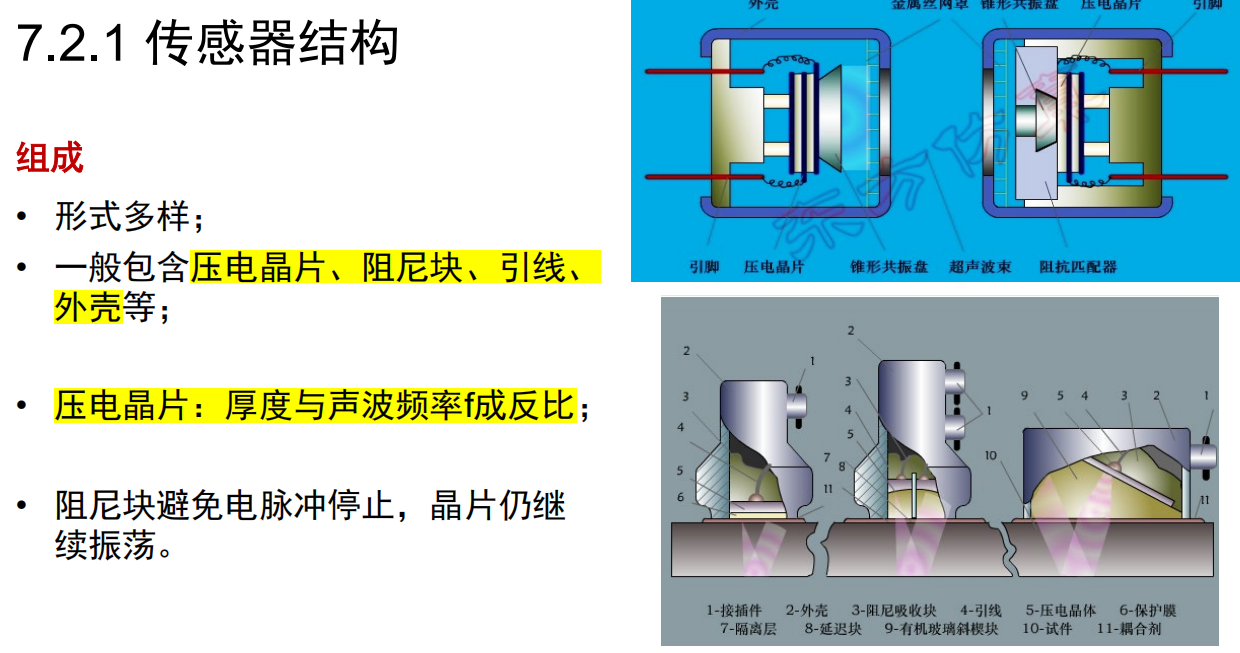 7.2.1 传感器结构
组成
• 形式多样；
• 一般包含压电晶片、阻尼块、引线、
外壳等；
• 压电晶片：厚度与声波频率f成反比；
• 阻尼块避免电脉冲停止，晶片仍继
续振荡。
外壳 金属丝网罩 锥形共振盘 压电晶片 引脚
引脚 压电晶片 锥形共振盘 超声波束 阻抗匹配器
2
2
1
3
3
4
4
5
1
5
7
8
6
11
9 5 4 3 2 1
10
11
1-接插件 2-外壳 3-阻尼吸收块 4-引线 5-压电晶体 6-保护膜
7-隔离层 8-延迟块 9-有机玻璃斜楔块 10-试件 11-耦合剂